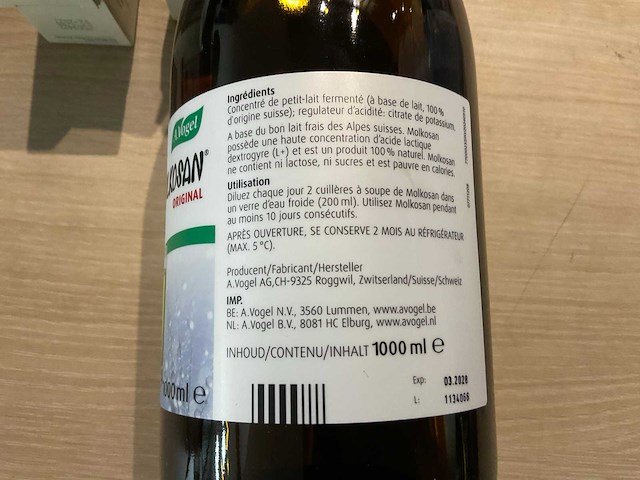 A.Vogel
KOSAN®
ORIGINAL
000ml e
Ingrédients
Concentré de petit-lait fermenté (à base de lait, 100%
d'origine suisse); regulateur d'acidité: citrate de potassium.
A base du bon lait frais des Alpes suisses. Molkosan
possède une haute concentration d'acide lactique
dextrogyre (L+) et est un produit 100% naturel. Molkosan
ne contient ni lactose, ni sucres et est pauvre en calories.
Utilisation
Diluez chaque jour 2 cuillères à soupe de Molkosan dans
un verre d'eau froide (200 ml). Utilisez Molkosan pendant
au moins 10 jours consécutifs.
APRÈS OUVERTURE, SE CONSERVE 2 MOIS AU RÉFRIGÉRATEUR
(MAX. 5°C).
Producent/Fabricant/Hersteller
A.Vogel AG,CH-9325 Roggwil, Zwitserland/Suisse/Schweiz
IMP.
BE: A.Vogel N.V., 3560 Lummen, www.avogel.be
NL: A.Vogel B.V., 8081 HC Elburg, www.avogel.nl
INHOUD/CONTENU/INHALT 1000 ml e
Exp: 03.2028
L: 1134066